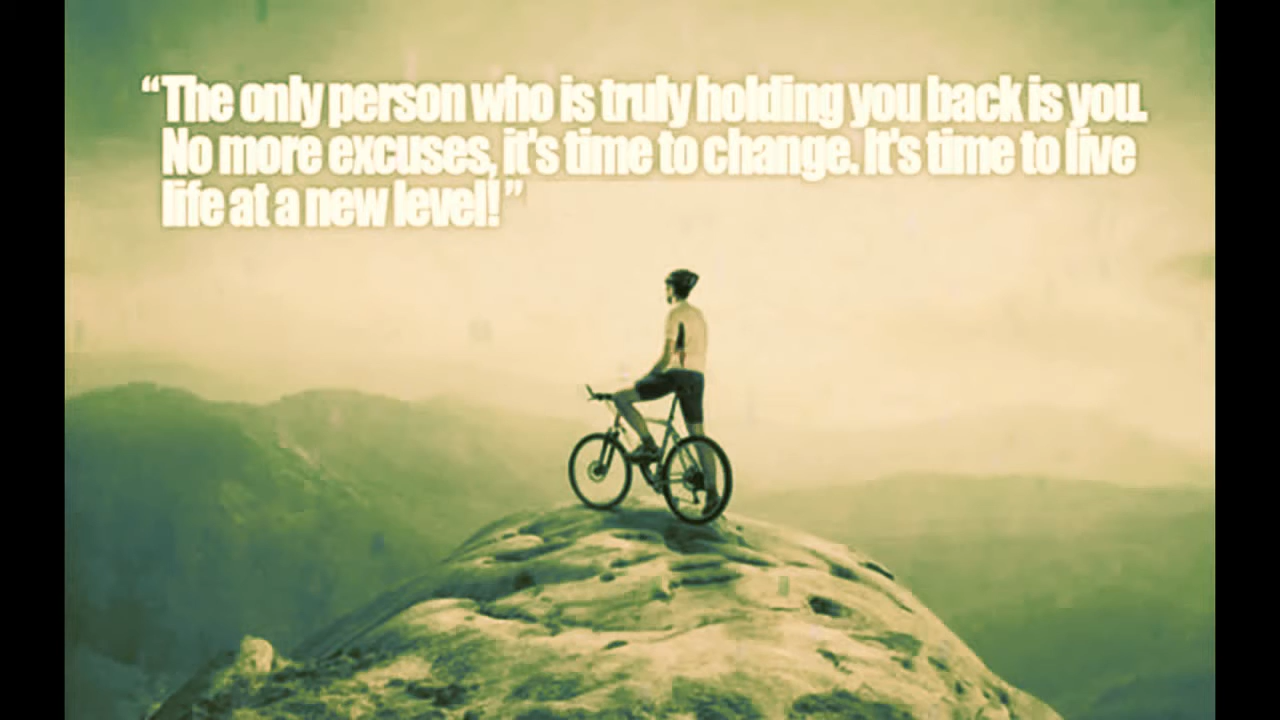 “The only person who is truly holding you back is you.
No more excuses, it's time to change. It's time to live
life at a new level!”